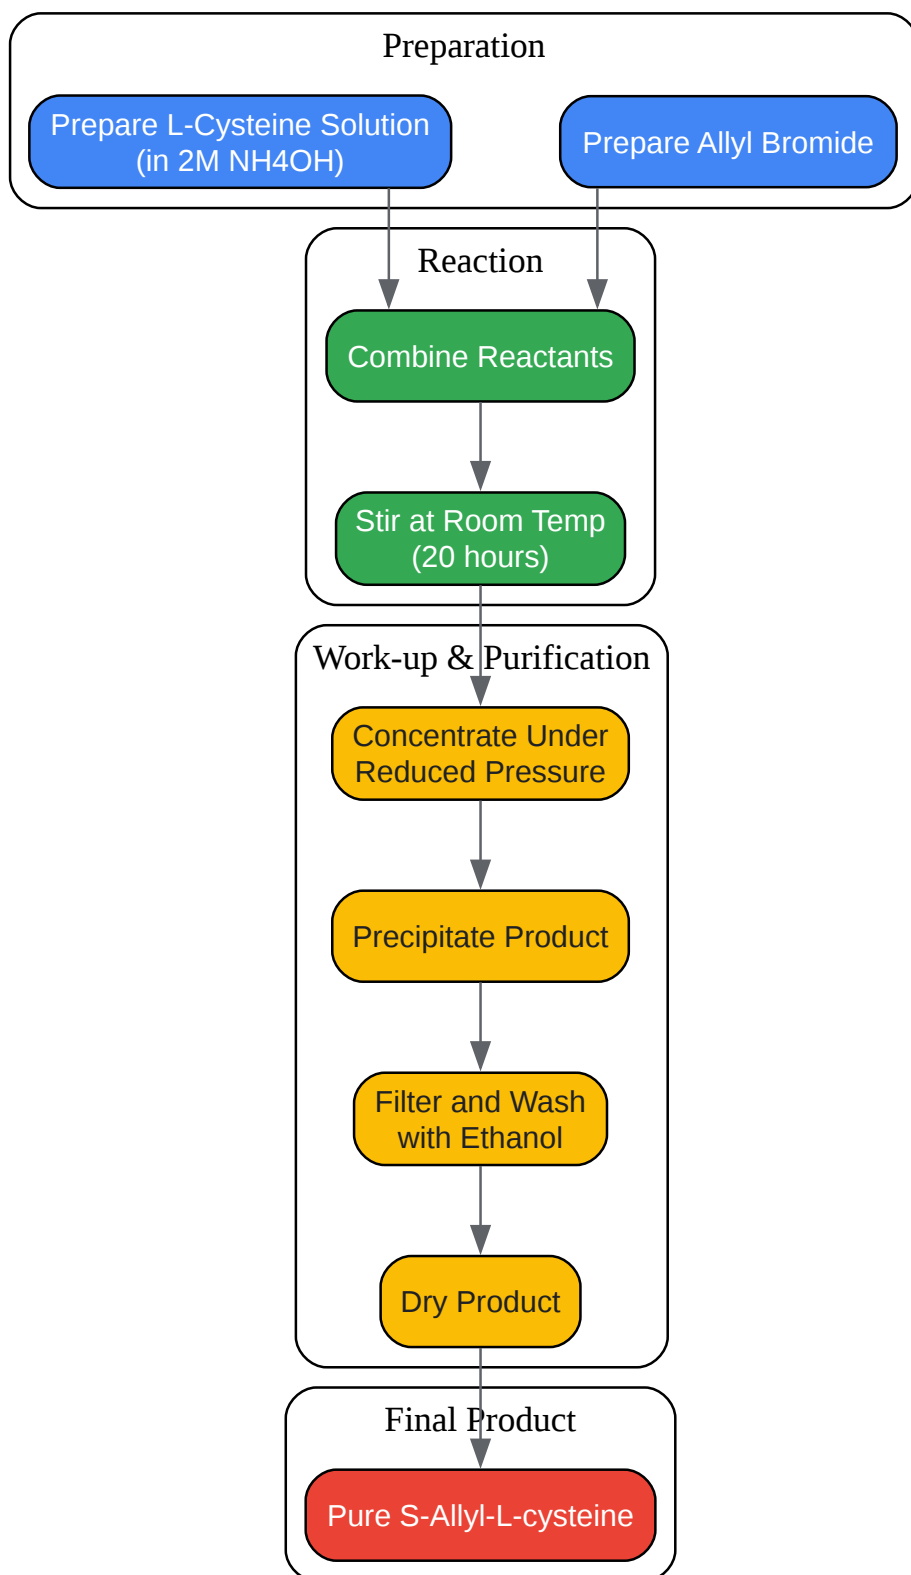 Preparation
Prepare L-Cysteine Solution
(in 2M NH4OH)
Prepare Allyl Bromide
Reaction
Combine Reactants
Stir at Room Temp
(20 hours)
Work-up & Purification
Concentrate Under
Reduced Pressure
Precipitate Product
Filter and Wash
with Ethanol
Dry Product
Final Product
Pure S-Allyl-L-cysteine